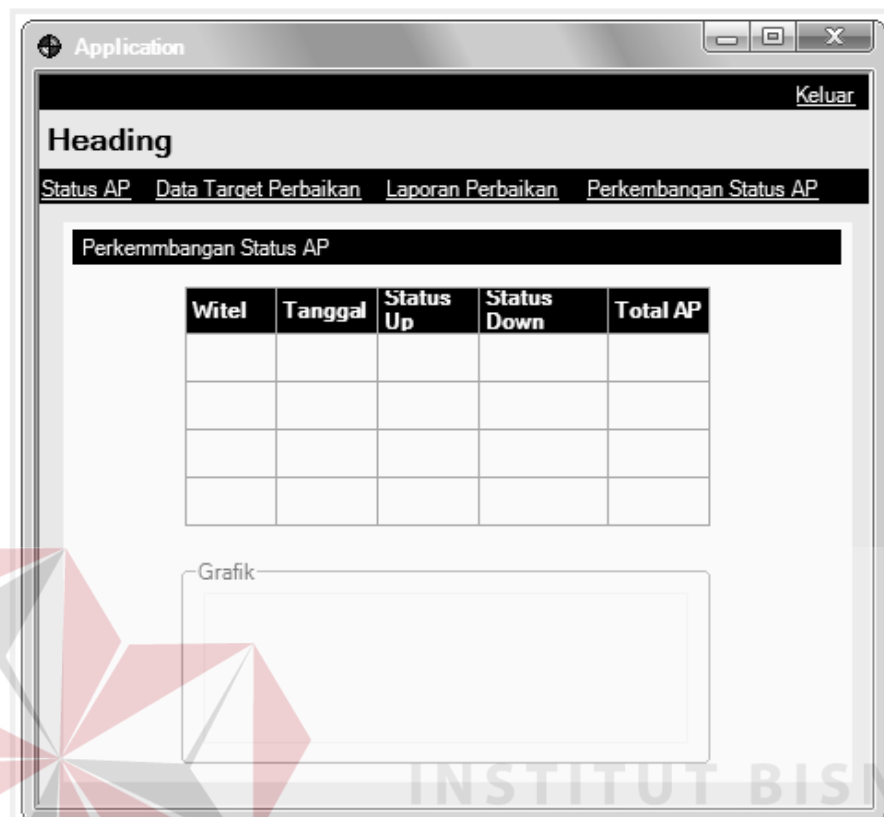 Application
Keluar
Heading
Status AP Data Target Perbaikan Laporan Perbaikan Perkembangan Status AP
Perkemmbangan Status AP
Witel Tanggal Status Up Status Down Total AP
Grafik
INSTITUT BISN